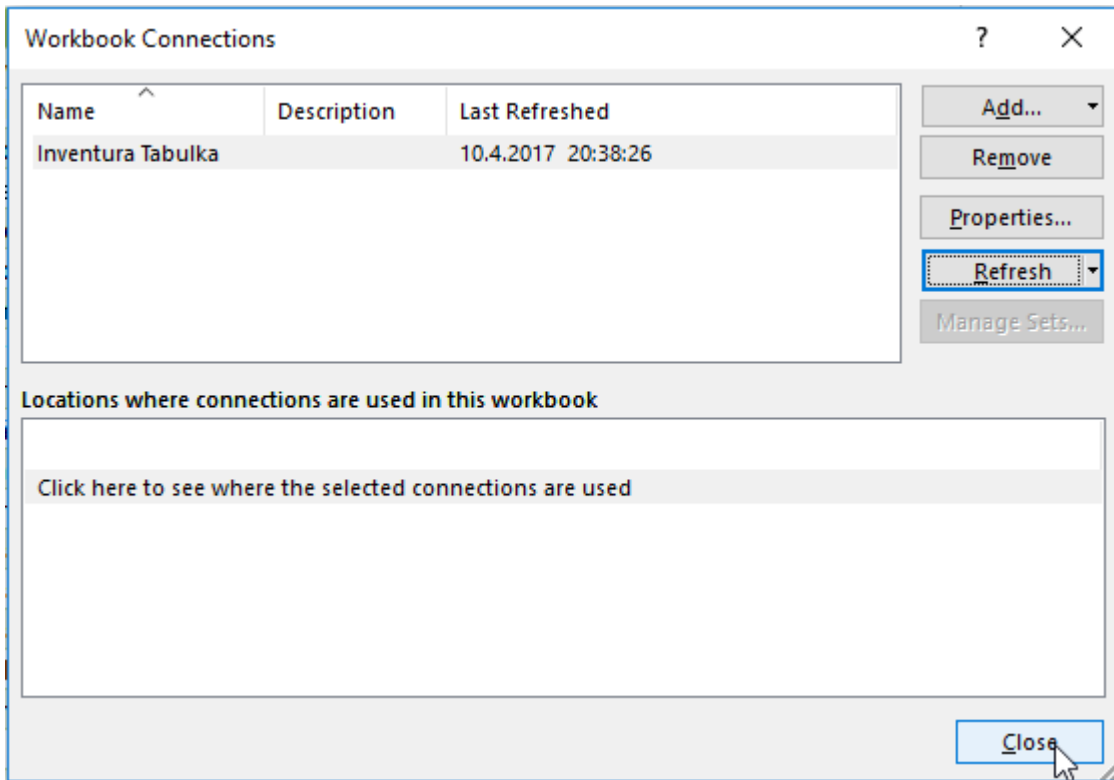 Workbook Connections ?
Name Description Last Refreshed
Inventura Tabulka 10.4.2017 20:38:26
Add...
Remove
Properties...
Refresh
Manage Sets...
Locations where connections are used in this workbook
Click here to see where the selected connections are used
Close